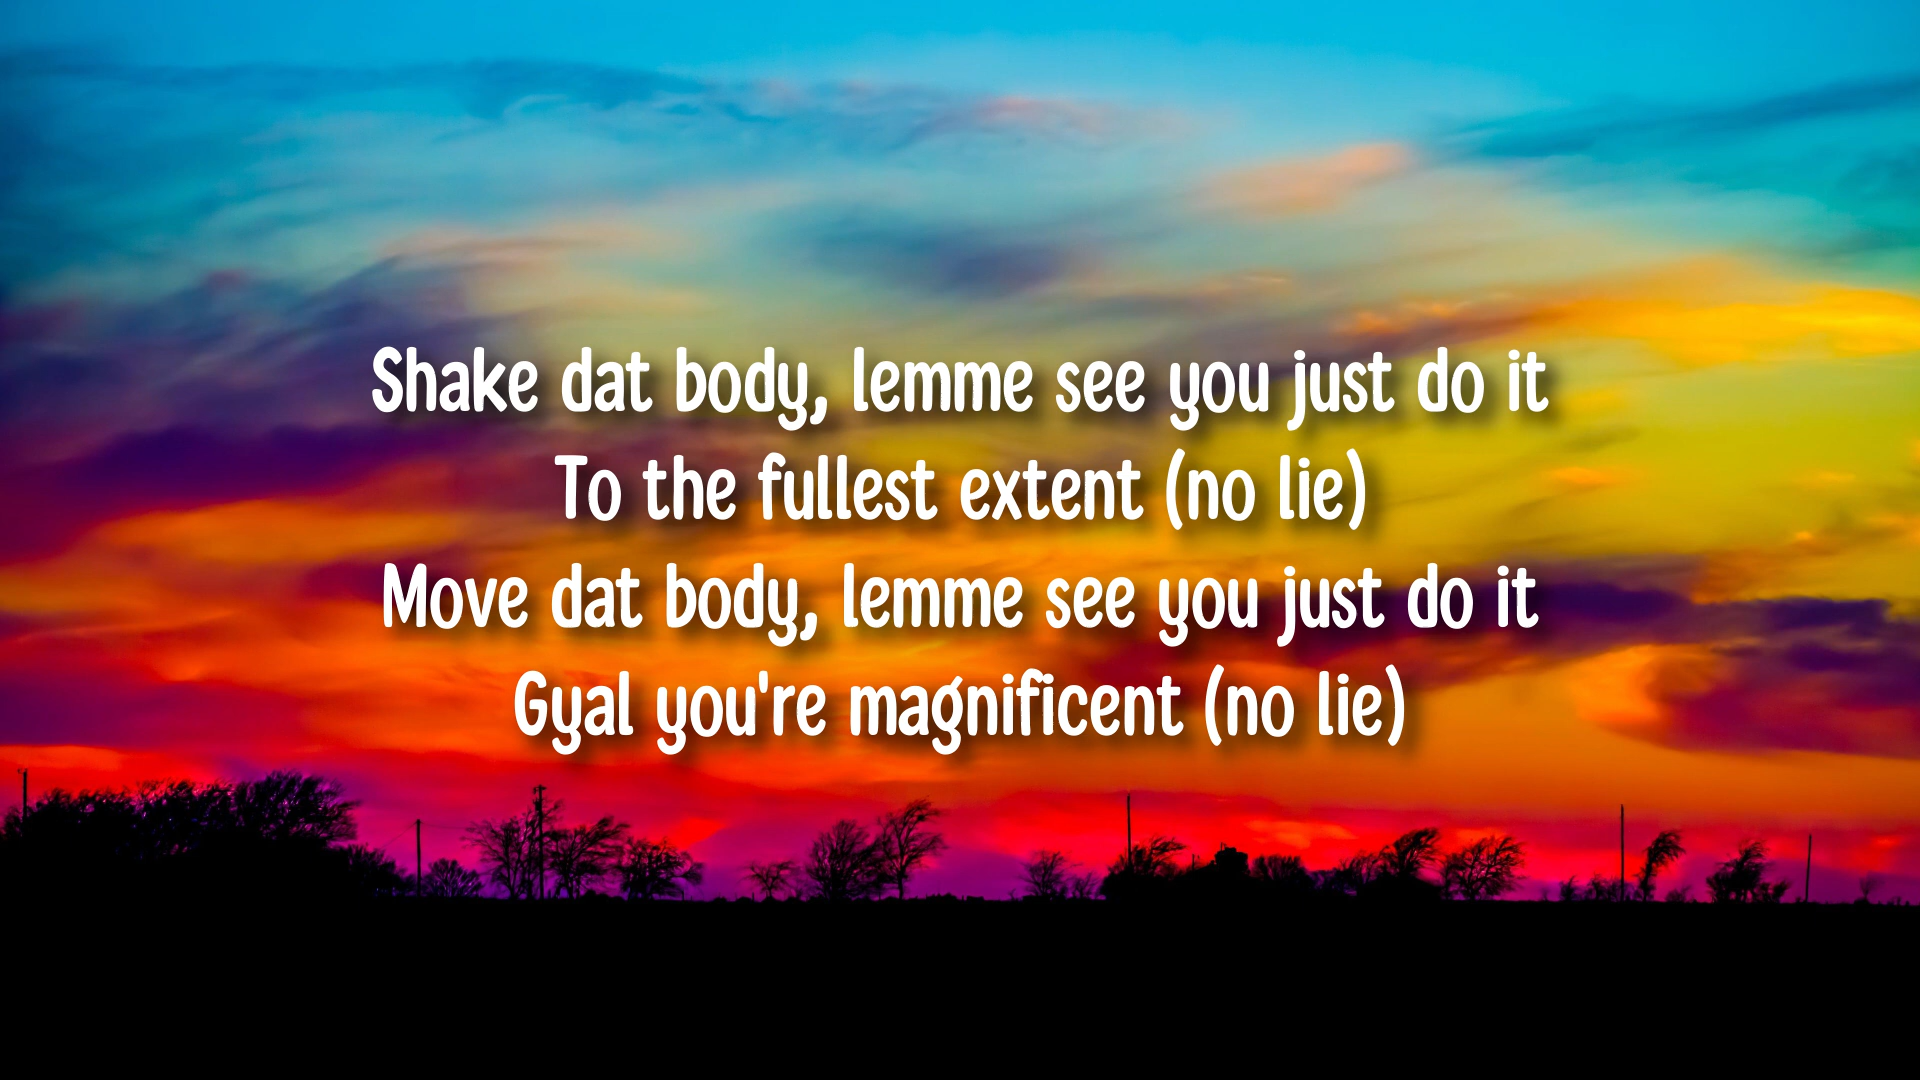 Shake dat body, lemme see you just do it
To the fullest extent (no lie)
Move dat body, lemme see you just do it
Gyal you're magnificent (no lie)